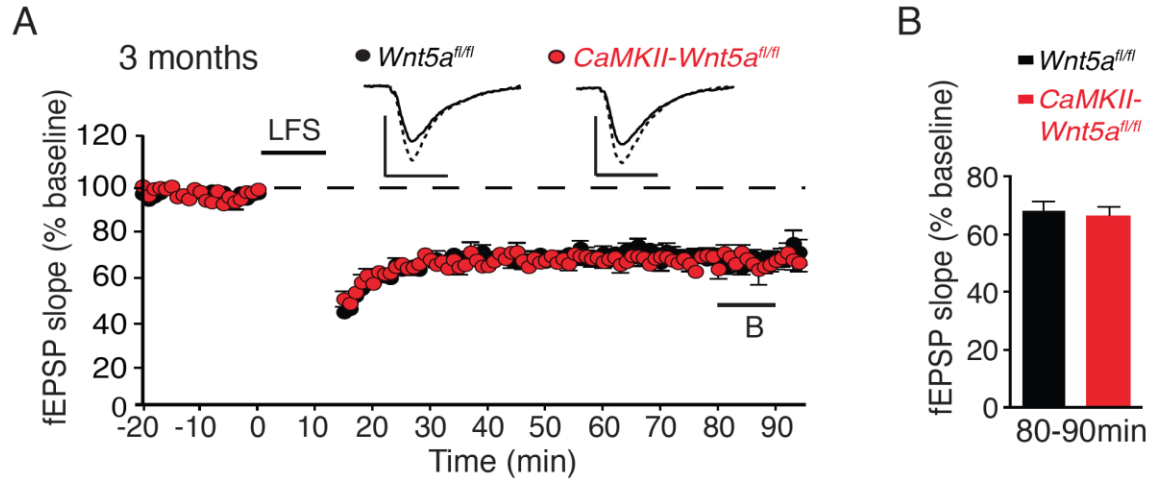 A
3 months
Wnt5afl/fl
CaMKII-Wnt5afl/fl
LFS
fEPSP slope (% baseline)
120
100
80
60
40
20
0
B
-20 -10 0 10 20 30 40 50 60 70 80 90
Time (min)
B
Wnt5afl/fl
CaMKII-
Wnt5afl/fl
fEPSP slope (% baseline)
80
60
40
20
0
80-90min